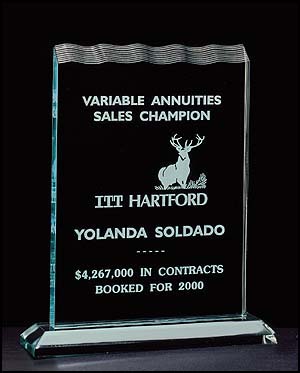 VARIABLE ANNUITIES
SALES CHAMPION
ITT HARTFORD
YOLANDA SOLDADO
-----
$4,267,000 IN CONTRACTS
BOOKED FOR 2000